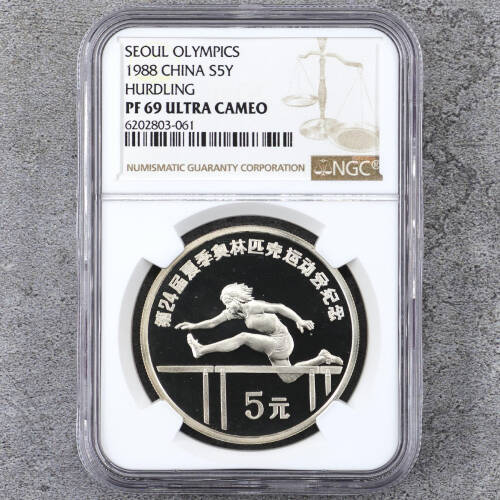 SEOUL OLYMPICS
1988 CHINA S5Y
HURDLING
PF 69 ULTRA CAMEO
6202803-061
NUMISMATIC GUARANTY CORPORATION
NGC®
第24届夏季奥林匹克运动会纪念
5元